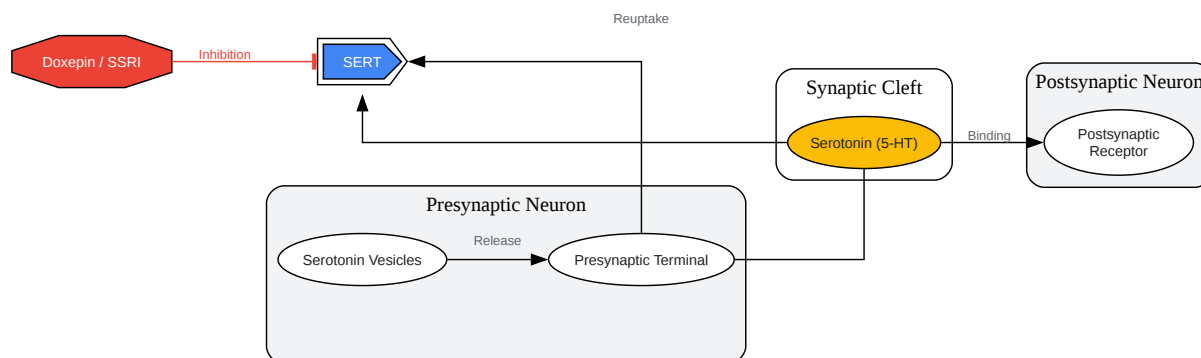 Reuptake
Doxepin / SSRI
Inhibition
SERT
Synaptic Cleft
Serotonin (5-HT)
Binding
Postsynaptic Neuron
Postsynaptic
Receptor
Presynaptic Neuron
Serotonin Vesicles
Release
Presynaptic Terminal